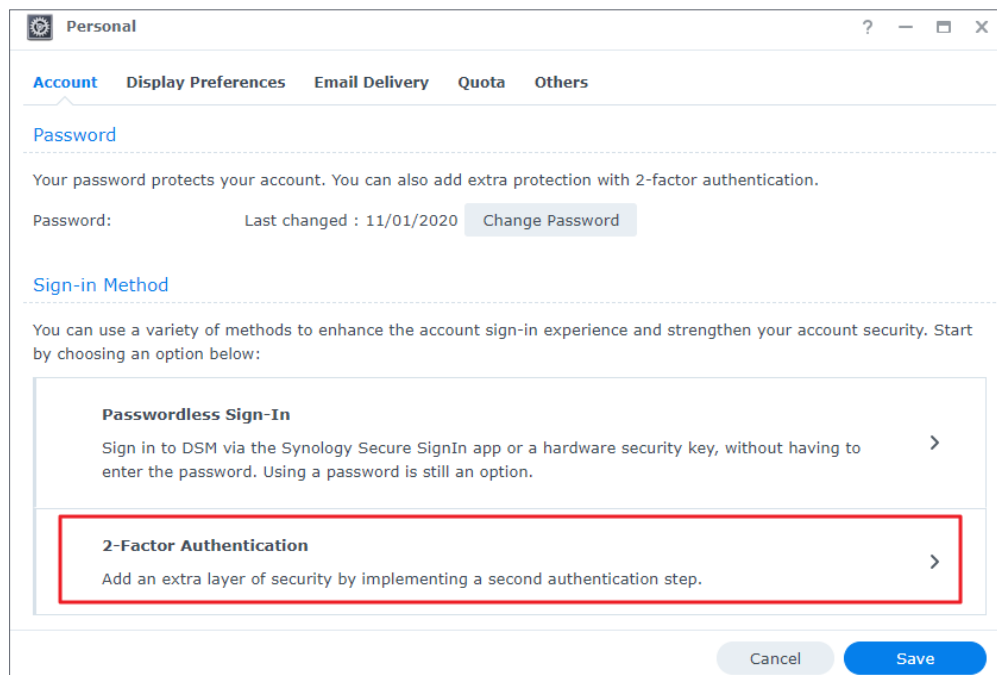 Personal
Account Display Preferences Email Delivery Quota Others
Password
Your password protects your account. You can also add extra protection with 2-factor authentication.
Password: Last changed : 11/01/2020 Change Password
Sign-in Method
You can use a variety of methods to enhance the account sign-in experience and strengthen your account security. Start
by choosing an option below:
Passwordless Sign-In
Sign in to DSM via the Synology Secure SignIn app or a hardware security key, without having to
enter the password. Using a password is still an option.
2-Factor Authentication
Add an extra layer of security by implementing a second authentication step.
Cancel Save